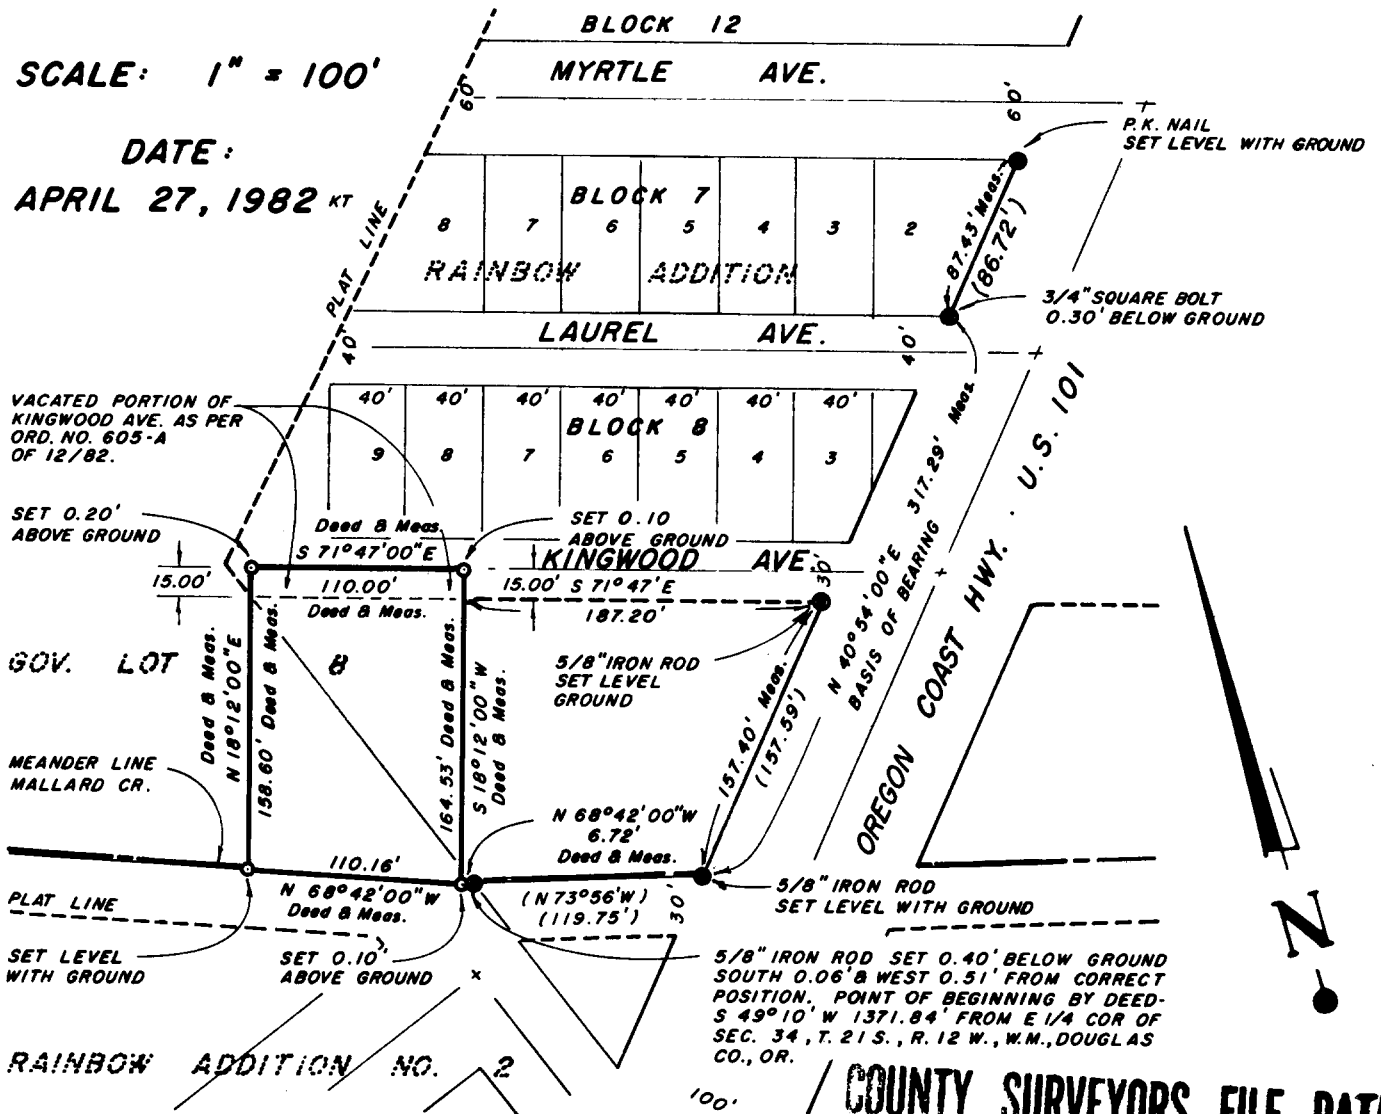 BLOCK 12
SCALE: 1" = 100'
MYRTLE AVE.
60'
60'
P.K. NAIL
SET LEVEL WITH GROUND
DATE:
APRIL 27, 1982 KT
PLAT LINE
BLOCK 7
8 7 6 5 4 3 2
RAINBOW ADDITION
87.43' Meas.
(86.72')
3/4" SQUARE BOLT
0.30' BELOW GROUND
LAUREL AVE.
40'
40'
VACATED PORTION OF
KINGWOOD AVE. AS PER
ORD. NO. 605-A
OF 12/82.
40' 40' 40' 40' 40' 40' 40'
BLOCK 8
9 8 7 6 5 4 3
N 40°54'00"E 317.29' Meas.
BASIS OF BEARING
OREGON COAST HWY. U.S. 101
SET 0.20'
ABOVE GROUND
Deed & Meas.
S 71°47'00"E
SET 0.10
ABOVE GROUND
KINGWOOD AVE.
30'
15.00'
110.00'
Deed & Meas.
15.00' S 71°47'E
187.20'
GOV. LOT 8
Deed & Meas.
N 18°12'00"E
158.60' Deed & Meas.
164.53' Deed & Meas.
S 18°12'00"W
Deed & Meas.
5/8" IRON ROD
SET LEVEL
GROUND
157.40' Meas.
(157.59')
MEANDER LINE
MALLARD CR.
N 68°42'00"W
6.72'
Deed & Meas.
110.16'
N 68°42'00"W
Deed & Meas.
(N 73°56'W)
(119.75')
30'
5/8" IRON ROD
SET LEVEL WITH GROUND
PLAT LINE
SET LEVEL
WITH GROUND
SET 0.10'
ABOVE GROUND
5/8" IRON ROD SET 0.40' BELOW GROUND
SOUTH 0.06' & WEST 0.51' FROM CORRECT
POSITION. POINT OF BEGINNING BY DEED-
S 49°10' W 1371.84' FROM E 1/4 COR OF
SEC. 34, T. 21 S., R. 12 W., W.M., DOUGLAS
CO., OR.
N
RAINBOW ADDITION NO. 2
100'
COUNTY SURVEYORS FILE DATE